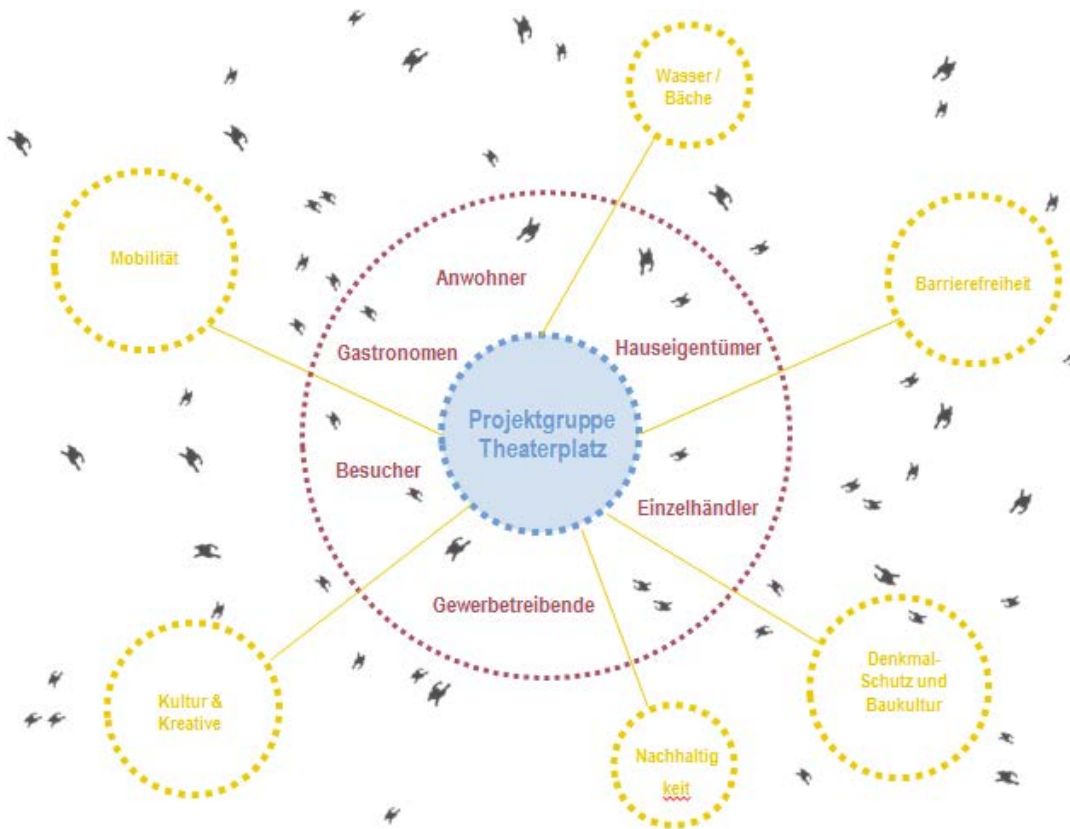 Wasser /
Bäche
Mobilität
Barrierefreiheit
Anwohner
Gastronomen
Hauseigentümer
Projektgruppe
Theaterplatz
Besucher
Einzelhändler
Gewerbetreibende
Kultur &
Kreative
Denkmal-
Schutz und
Baukultur
Nachhaltig
keit